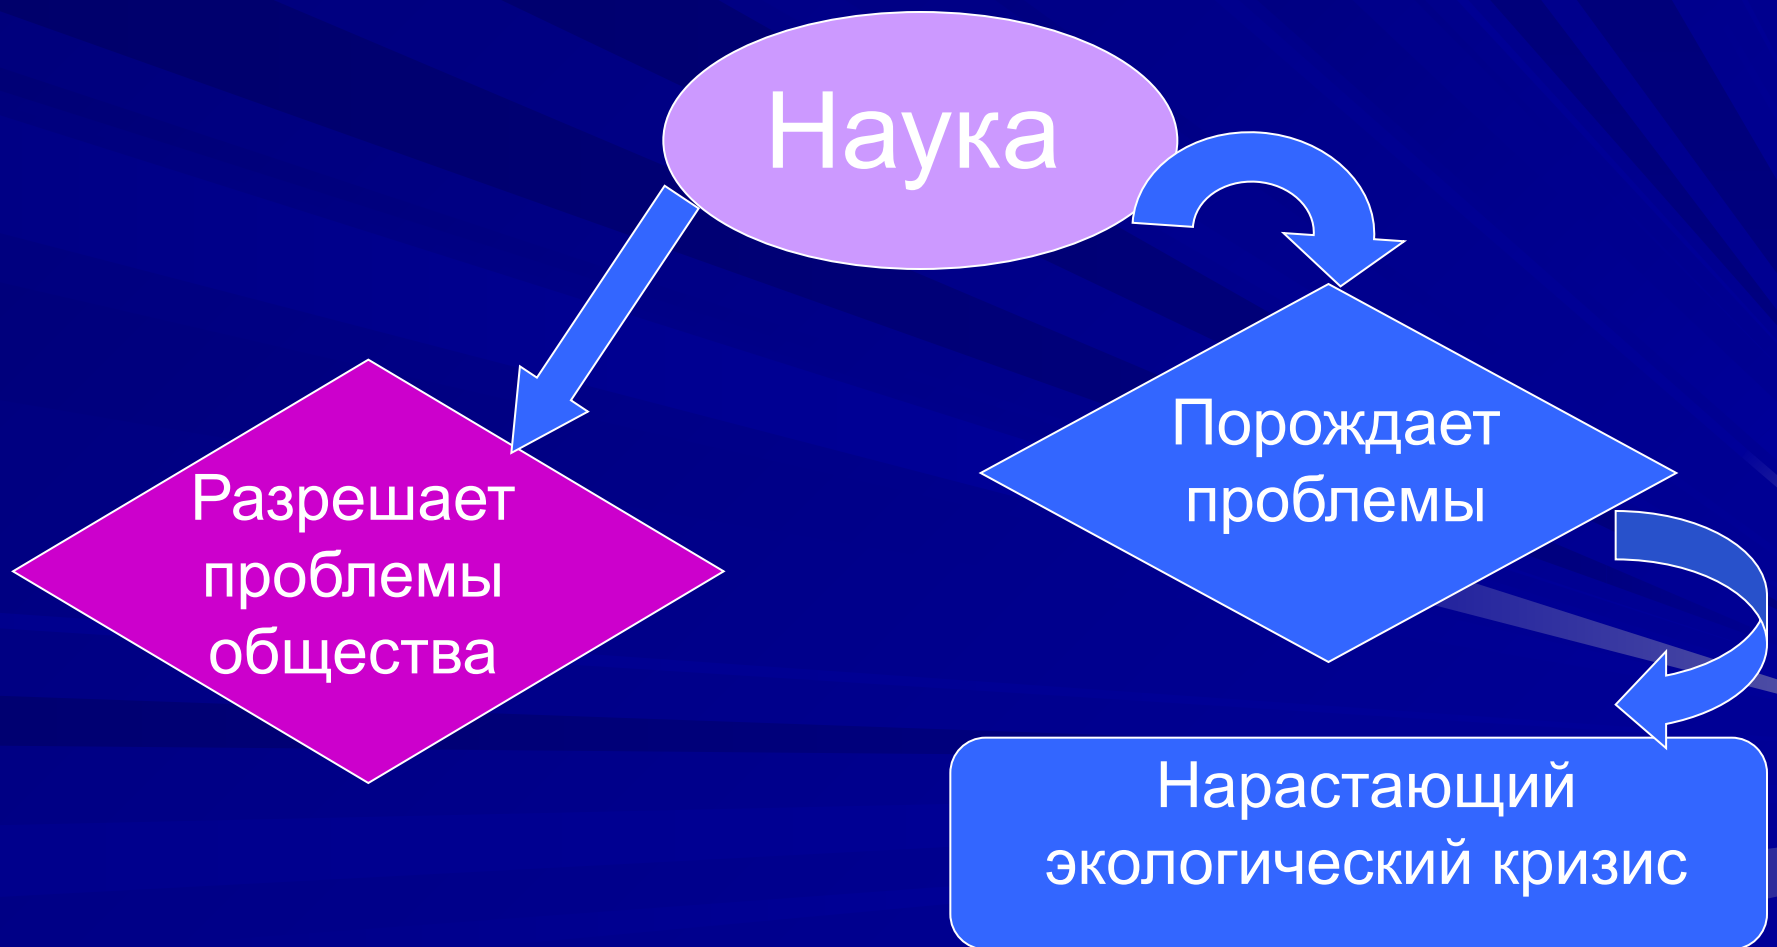 Наука
Разрешает
проблемы
общества
Порождает
проблемы
Нарастающий
экологический кризис